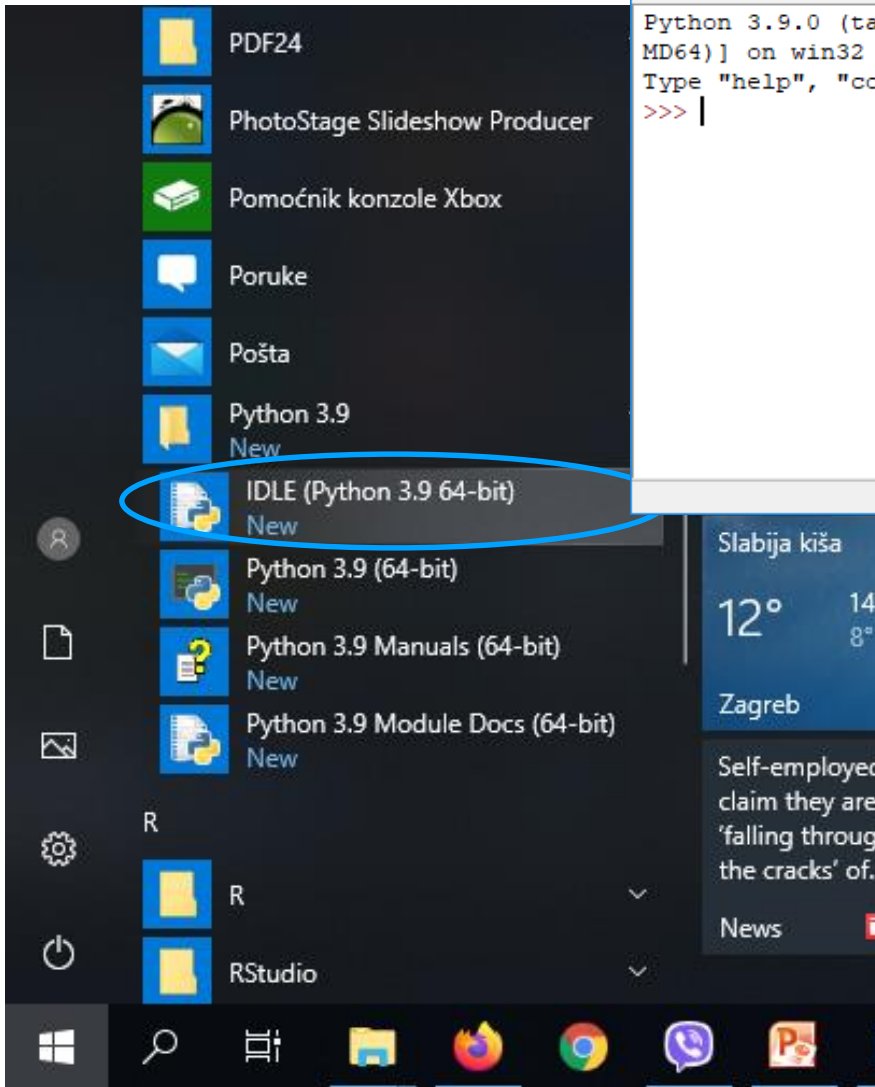 PDF24
PhotoStage Slideshow Producer
Pomoćnik konzole Xbox
Poruke
Pošta
Python 3.9
New
IDLE (Python 3.9 64-bit)
New
Python 3.9 (64-bit)
New
Python 3.9 Manuals (64-bit)
New
Python 3.9 Module Docs (64-bit)
New
R
R
RStudio
Python 3.9.0 (ta
MD64)] on win32
Type "help", "co
>>>
Slabija kiša
12° 14
8°
Zagreb
Self-employed
claim they are
'falling throug
the cracks' of.
News